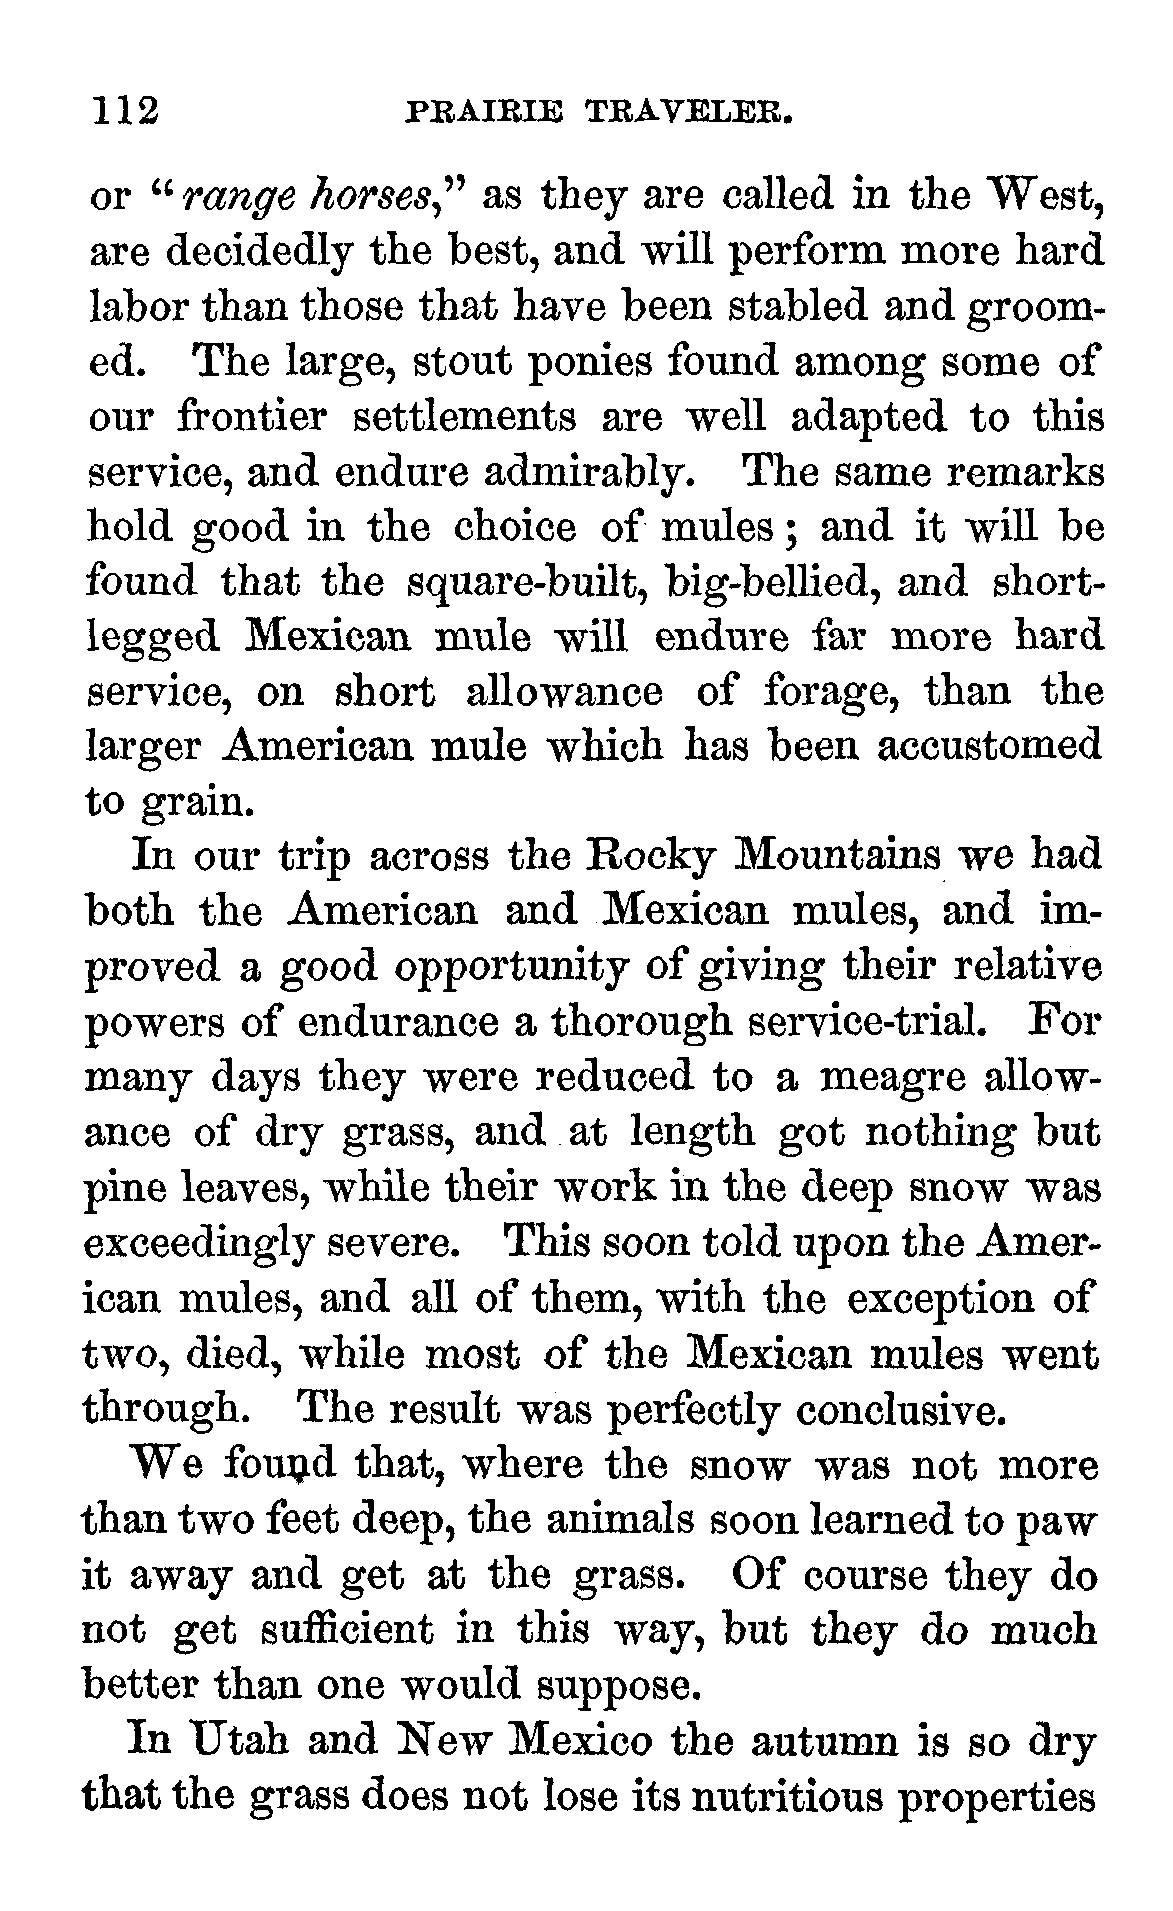 112 PRAIRIE TRAVELER.
or “range horses,” as they are called in the West,
are decidedly the best, and will perform more hard
labor than those that have been stabled and groom-
ed. The large, stout ponies found among some of
our frontier settlements are well adapted to this
service, and endure admirably. The same remarks
hold good in the choice of mules; and it will be
found that the square-built, big-bellied, and short-
legged Mexican mule will endure far more hard
service, on short allowance of forage, than the
larger American mule which has been accustomed
to grain.
In our trip across the Rocky Mountains we had
both the American and Mexican mules, and im-
proved a good opportunity of giving their relative
powers of endurance a thorough service-trial. For
many days they were reduced to a meagre allow-
ance of dry grass, and at length got nothing but
pine leaves, while their work in the deep snow was
exceedingly severe. This soon told upon the Amer-
ican mules, and all of them, with the exception of
two, died, while most of the Mexican mules went
through. The result was perfectly conclusive.
We found that, where the snow was not more
than two feet deep, the animals soon learned to paw
it away and get at the grass. Of course they do
not get sufficient in this way, but they do much
better than one would suppose.
In Utah and New Mexico the autumn is so dry
that the grass does not lose its nutritious properties